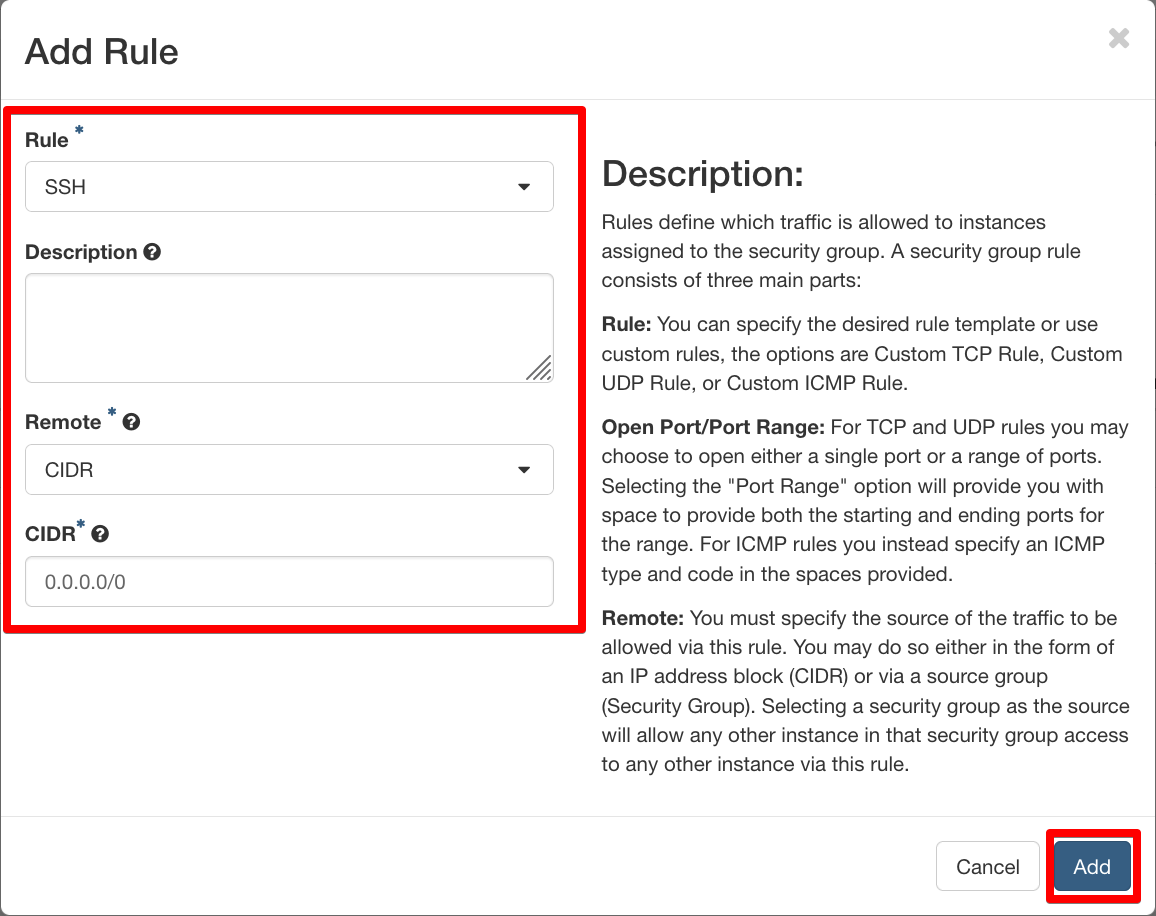 Add Rule
✖
Rule *
SSH
Description ?
Remote * ?
CIDR
CIDR* ?
0.0.0.0/0
Description:
Rules define which traffic is allowed to instances
assigned to the security group. A security group rule
consists of three main parts:
Rule: You can specify the desired rule template or use
custom rules, the options are Custom TCP Rule, Custom
UDP Rule, or Custom ICMP Rule.
Open Port/Port Range: For TCP and UDP rules you may
choose to open either a single port or a range of ports.
Selecting the "Port Range" option will provide you with
space to provide both the starting and ending ports for
the range. For ICMP rules you instead specify an ICMP
type and code in the spaces provided.
Remote: You must specify the source of the traffic to be
allowed via this rule. You may do so either in the form of
an IP address block (CIDR) or via a source group
(Security Group). Selecting a security group as the source
will allow any other instance in that security group access
to any other instance via this rule.
Cancel
Add